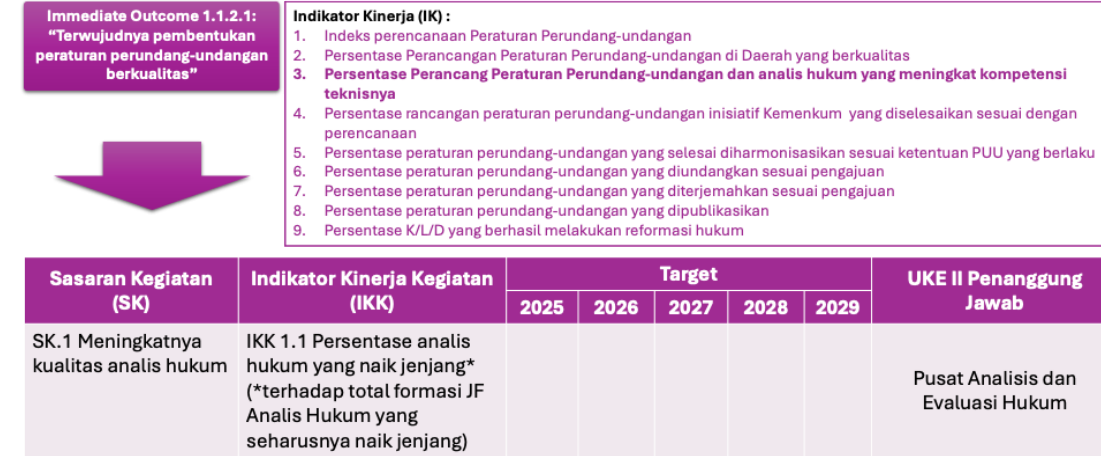 Immediate Outcome 1.1.2.1:
“Terwujudnya pembentukan
peraturan perundang-undangan
berkualitas”
Indikator Kinerja (IK) :
1. Indeks perencanaan Peraturan Perundang-undangan
2. Persentase Perancangan Peraturan Perundang-undangan di Daerah yang berkualitas
3. Persentase Perancang Peraturan Perundang-undangan dan analis hukum yang meningkat kompetensi
teknisnya
4. Persentase rancangan peraturan perundang-undangan inisiatif Kemenkum yang diselesaikan sesuai dengan
perencanaan
5. Persentase peraturan perundang-undangan yang selesai diharmonisasikan sesuai ketentuan PUU yang berlaku
6. Persentase peraturan perundang-undangan yang diundangkan sesuai pengajuan
7. Persentase peraturan perundang-undangan yang diterjemahkan sesuai pengajuan
8. Persentase peraturan perundang-undangan yang dipublikasikan
9. Persentase K/L/D yang berhasil melakukan reformasi hukum
Sasaran Kegiatan
(SK)
Indikator Kinerja Kegiatan
(IKK)
Target
2025 2026 2027 2028 2029
UKE II Penanggung
Jawab
SK.1 Meningkatnya
kualitas analis hukum
IKK 1.1 Persentase analis
hukum yang naik jenjang*
(*terhadap total formasi JF
Analis Hukum yang
seharusnya naik jenjang)
Pusat Analisis dan
Evaluasi Hukum